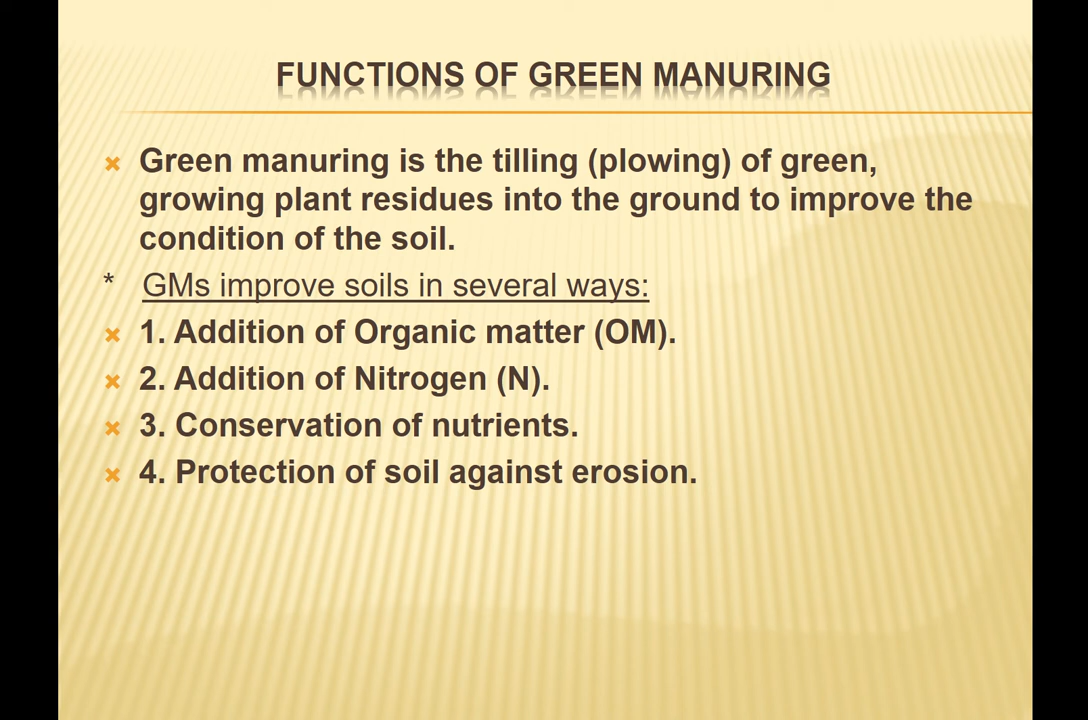 FUNCTIONS OF GREEN MANURING
Green manuring is the tilling (plowing) of green,
growing plant residues into the ground to improve the
condition of the soil.
* GMs improve soils in several ways:
1. Addition of Organic matter (OM).
2. Addition of Nitrogen (N).
3. Conservation of nutrients.
4. Protection of soil against erosion.